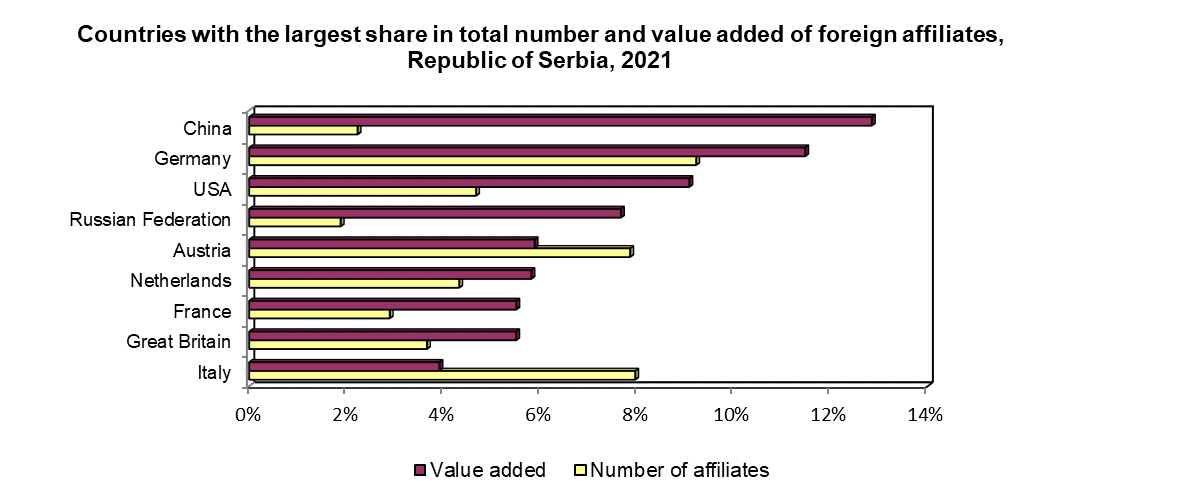 Countries with the largest share in total number and value added of foreign affiliates,
Republic of Serbia, 2021
China
Germany
USA
Russian Federation
Austria
Netherlands
France
Great Britain
Italy
0% 2% 4% 6% 8% 10% 12% 14%
Value added Number of affiliates